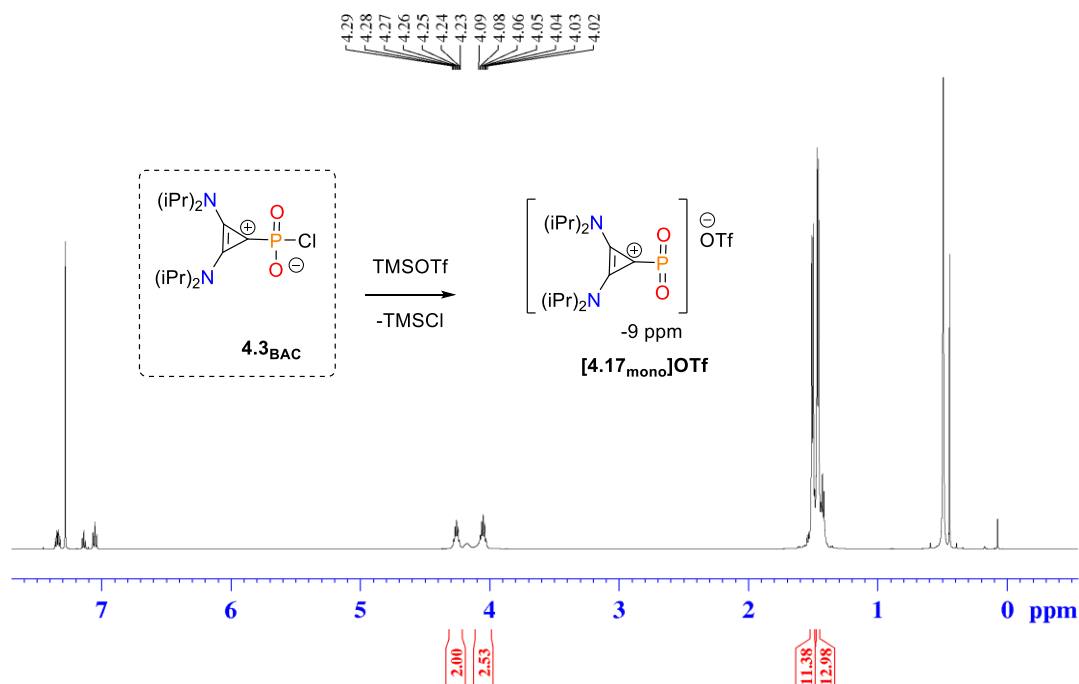 4.29
4.28
4.27
4.26
4.25
4.24
4.23
4.09
4.08
4.06
4.05
4.04
4.03
4.02
(iPr)₂N
O
⊕
P
Cl
O ⊖
(iPr)₂N
4.3BAC
TMSOTf
-TMSCl
(iPr)₂N
O
⊕
P
O
(iPr)₂N
⊖
OTf
-9 ppm
[4.17mono]OTf
7 6 5 4 3 2 1 0 ppm
2.00
2.53
11.38
12.98